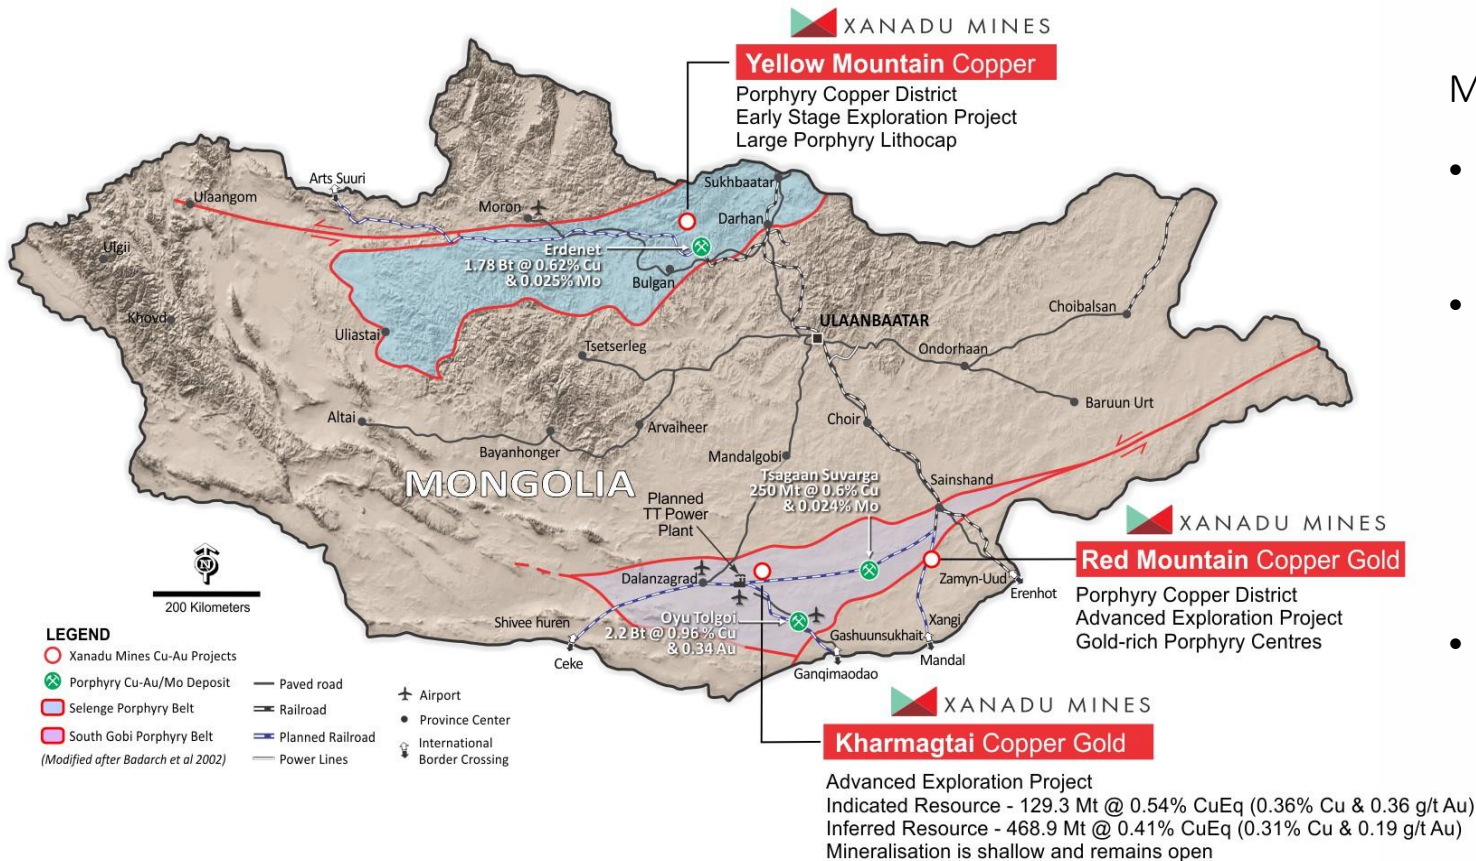 XANADU MINES
Yellow Mountain Copper
Porphyry Copper District
Early Stage Exploration Project
Large Porphyry Lithocap
M
•
•
•
Arts Suuri
Ulaangom
Moron
Sukhbaatar
Darhan
Ulgii
Erdenet
1.78 Bt @ 0.62% Cu
& 0.025% Mo
Bulgan
Khovd
Uliastai
Tsetserleg
ULAANBAATAR
Choibalsan
Ondorhaan
Baruun Urt
Altai
Bayanhonger
Arvaiheer
Choir
Mandalgobi
MONGOLIA
Tsagaan Suvarga
250 Mt @ 0.6% Cu
& 0.024% Mo
Sainshand
Planned
TT Power
Plant
Dalanzagrad
Zamyn-Uud
Erenhot
Oyu Tolgoi
2.2 Bt @ 0.96 % Cu
& 0.34 Au
Shivee huren
Ceke
Gashuunsukhait
Xangi
Mandal
Ganqimaodao
XANADU MINES
Red Mountain Copper Gold
Porphyry Copper District
Advanced Exploration Project
Gold-rich Porphyry Centres
N
200 Kilometers
LEGEND
Xanadu Mines Cu-Au Projects
Porphyry Cu-Au/Mo Deposit
Selenge Porphyry Belt
South Gobi Porphyry Belt
(Modified after Badarch et al 2002)
Paved road
Railroad
Planned Railroad
Power Lines
Airport
Province Center
International
Border Crossing
XANADU MINES
Kharmagtai Copper Gold
Advanced Exploration Project
Indicated Resource - 129.3 Mt @ 0.54% CuEq (0.36% Cu & 0.36 g/t Au)
Inferred Resource - 468.9 Mt @ 0.41% CuEq (0.31% Cu & 0.19 g/t Au)
Mineralisation is shallow and remains open